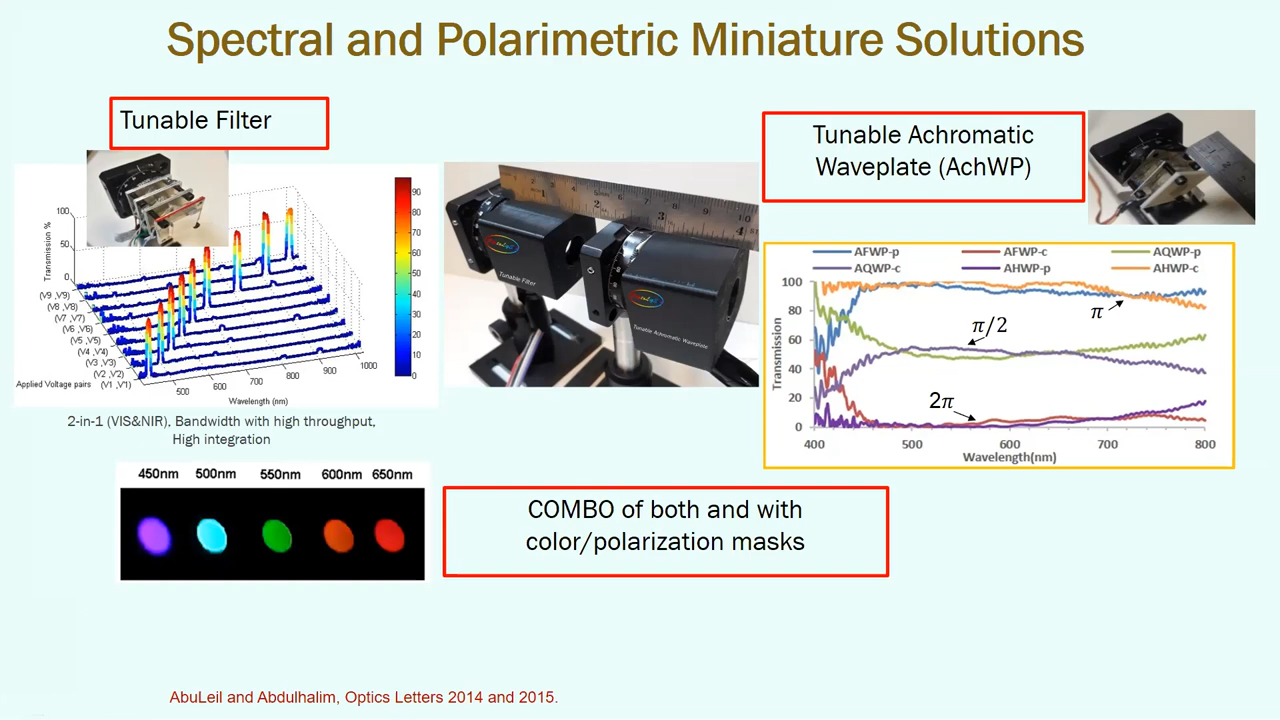 Spectral and Polarimetric Miniature Solutions
Tunable Filter
Tunable Achromatic
Waveplate (AchWP)
Transmission %
100
50
0
(V9 ,V9)
(V8 ,V8)
(V7 ,V7)
(V6 ,V6)
(V5 ,V5)
(V4 ,V4)
(V3 ,V3)
(V2 ,V2)
(V1 ,V1)
Applied Voltage pairs
500
600
700
800
900
1000
Wavelength (nm)
90
80
70
60
50
40
30
20
10
0
Tunable Filter
Tunable Achromatic Waveplate
AFWP-p AFWP-c AQWP-p
AQWP-c AHWP-p AHWP-c
Transmission
100
80
60
40
20
0
π
π/2
2π
400 500 600 700 800
Wavelength(nm)
2-in-1 (VIS&NIR), Bandwidth with high throughput,
High integration
450nm 500nm 550nm 600nm 650nm
COMBO of both and with
color/polarization masks
AbuLeil and Abdulhalim, Optics Letters 2014 and 2015.